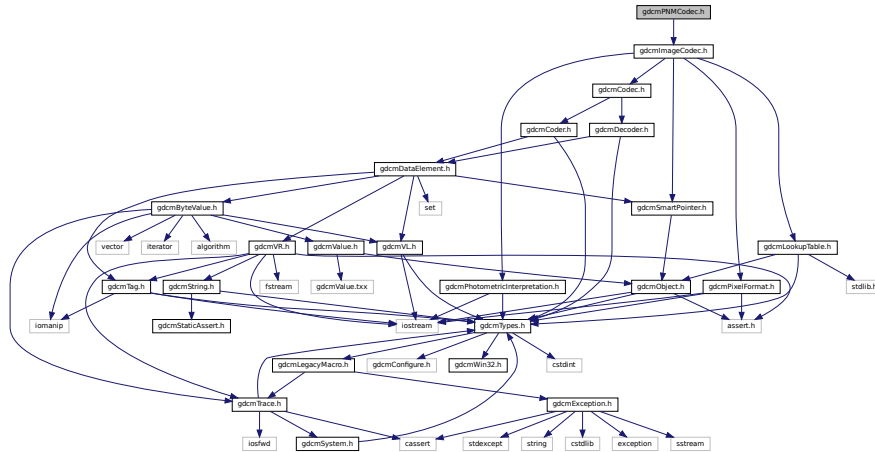 gdcmPNMCodec.h
gdcmImageCodec.h
gdcmCodec.h
gdcmCoder.h
gdcmDecoder.h
gdcmDataElement.h
gdcmByteValue.h
set
gdcmSmartPointer.h
vector
iterator
algorithm
gdcmVR.h
gdcmValue.h
gdcmVL.h
gdcmLookupTable.h
gdcmTag.h
gdcmString.h
fstream
gdcmValue.txx
gdcmPhotometricInterpretation.h
gdcmObject.h
gdcmPixelFormat.h
stdlib.h
iomanip
gdcmStaticAssert.h
iostream
gdcmTypes.h
assert.h
gdcmLegacyMacro.h
gdcmConfigure.h
gdcmWin32.h
cstdint
gdcmTrace.h
gdcmException.h
iosfwd
gdcmSystem.h
cassert
stdexcept
string
cstdlib
exception
sstream